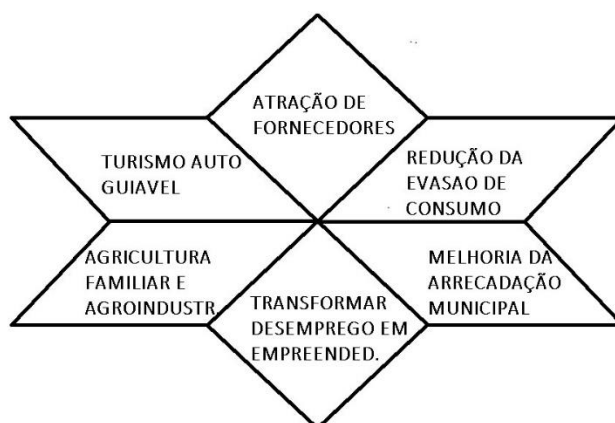 ATRAÇÃO DE
FORNECEDORES
TURISMO AUTO
GUIAVEL
REDUÇÃO DA
EVASAO DE
CONSUMO
AGRICULTURA
FAMILIAR E
AGROINDUSTR.
TRANSFORMAR
DESEMPREGO EM
EMPREENDED.
MELHORIA DA
ARRECADAÇÃO
MUNICIPAL